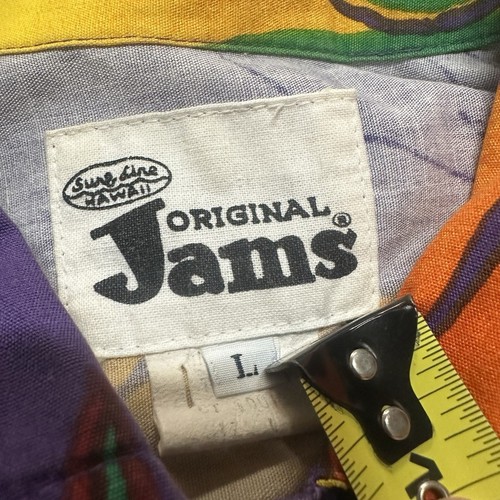 Surf Line
HAWAII
ORIGINAL
Jams®
L